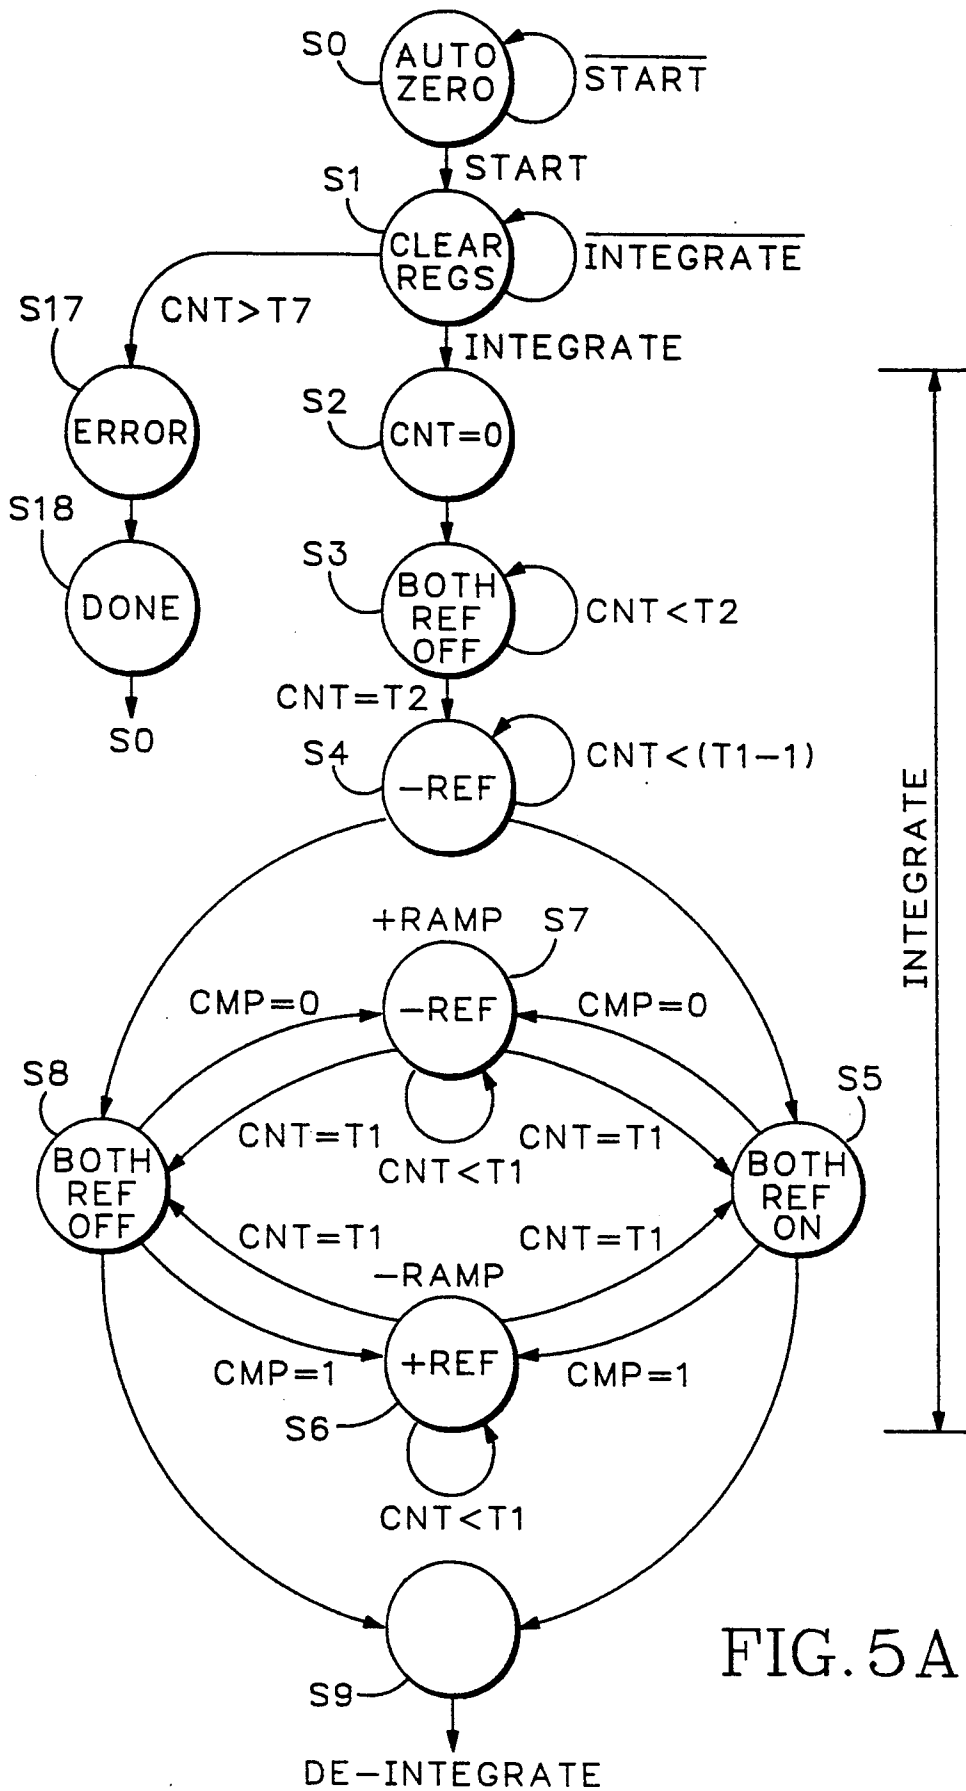 S0
AUTO
ZERO
START
START
S1
CLEAR
REGS
INTEGRATE
CNT>T7
S17
INTEGRATE
ERROR
S2
CNT=0
S18
DONE
S0
S3
BOTH
REF
OFF
CNT<T2
CNT=T2
S4
-REF
CNT<(T1-1)
INTEGRATE
+RAMP
S7
CMP=0
-REF
CMP=0
S8
S5
CNT=T1
CNT<T1
CNT=T1
BOTH
REF
OFF
BOTH
REF
ON
CNT=T1
CNT=T1
-RAMP
CMP=1
+REF
CMP=1
S6
CNT<T1
S9
FIG. 5A
DE-INTEGRATE